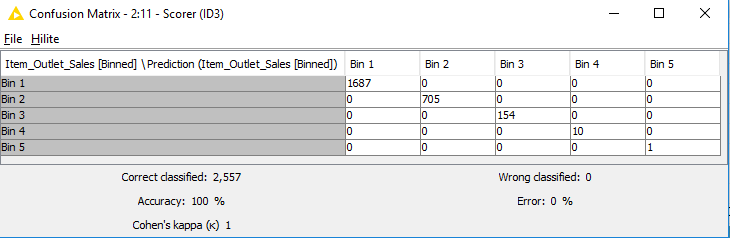 Confusion Matrix - 2:11 - Scorer (ID3)
File Hilite
Item_Outlet_Sales [Binned] \ Prediction (Item_Outlet_Sales [Binned]) Bin 1 Bin 2 Bin 3 Bin 4 Bin 5
Bin 1 1687 0 0 0 0
Bin 2 0 705 0 0 0
Bin 3 0 0 154 0 0
Bin 4 0 0 0 10 0
Bin 5 0 0 0 0 1
Correct classified: 2,557 Wrong classified: 0
Accuracy: 100 % Error: 0 %
Cohen's kappa (κ) 1